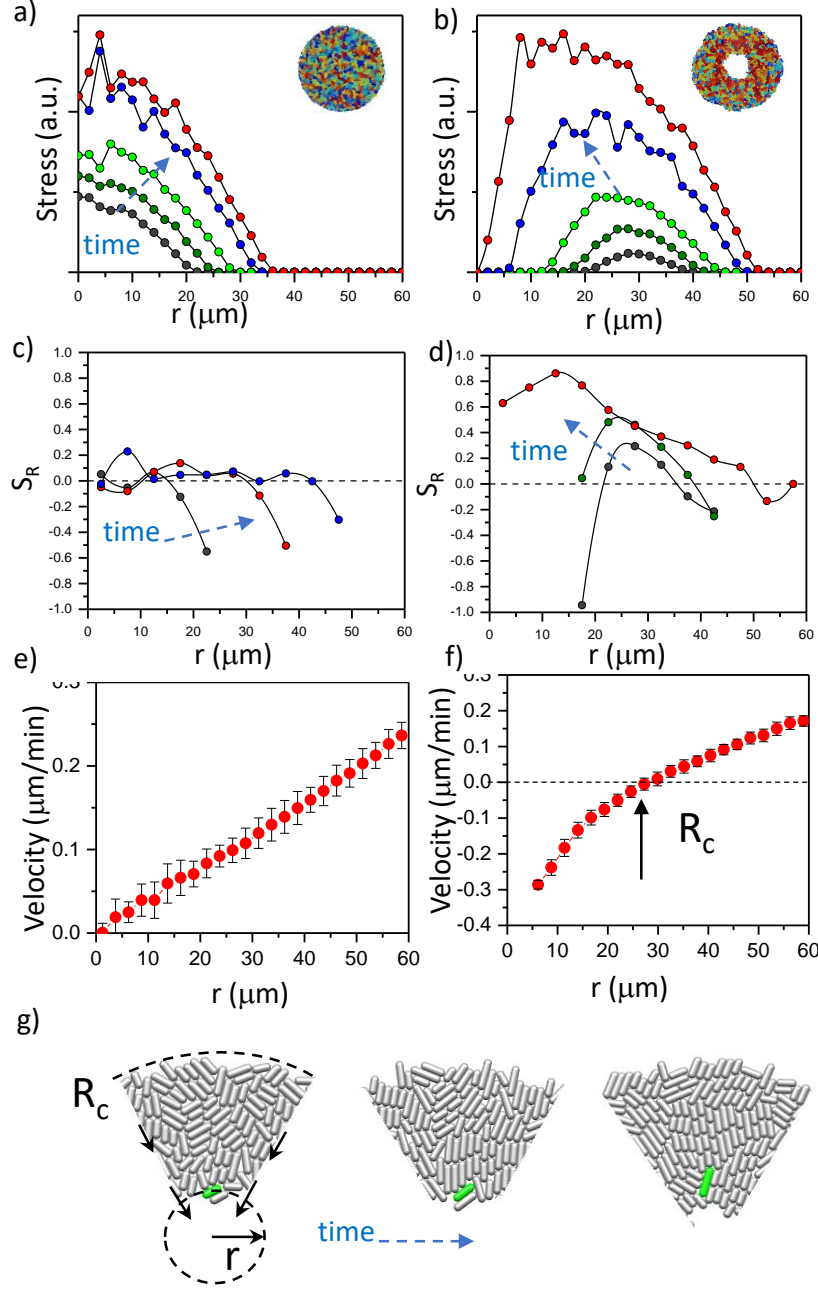 a)
Stress (a.u.)
time
0 10 20 30 40 50 60
r (μm)
b)
Stress (a.u.)
time
0 10 20 30 40 50 60
r (μm)
c)
1.0
0.8
0.6
0.4
0.2
0.0
-0.2
-0.4
-0.6
-0.8
-1.0
S_R
time
0 10 20 30 40 50 60
r (μm)
d)
1.0
0.8
0.6
0.4
0.2
0.0
-0.2
-0.4
-0.6
-0.8
-1.0
S_R
time
0 10 20 30 40 50 60
r (μm)
e)
0.3
0.2
0.1
0.0
Velocity (μm/min)
0 10 20 30 40 50 60
r (μm)
f)
0.3
0.2
0.1
0.0
-0.1
-0.2
-0.3
-0.4
Velocity (μm/min)
R_c
0 10 20 30 40 50 60
r (μm)
g)
R_c
r
time